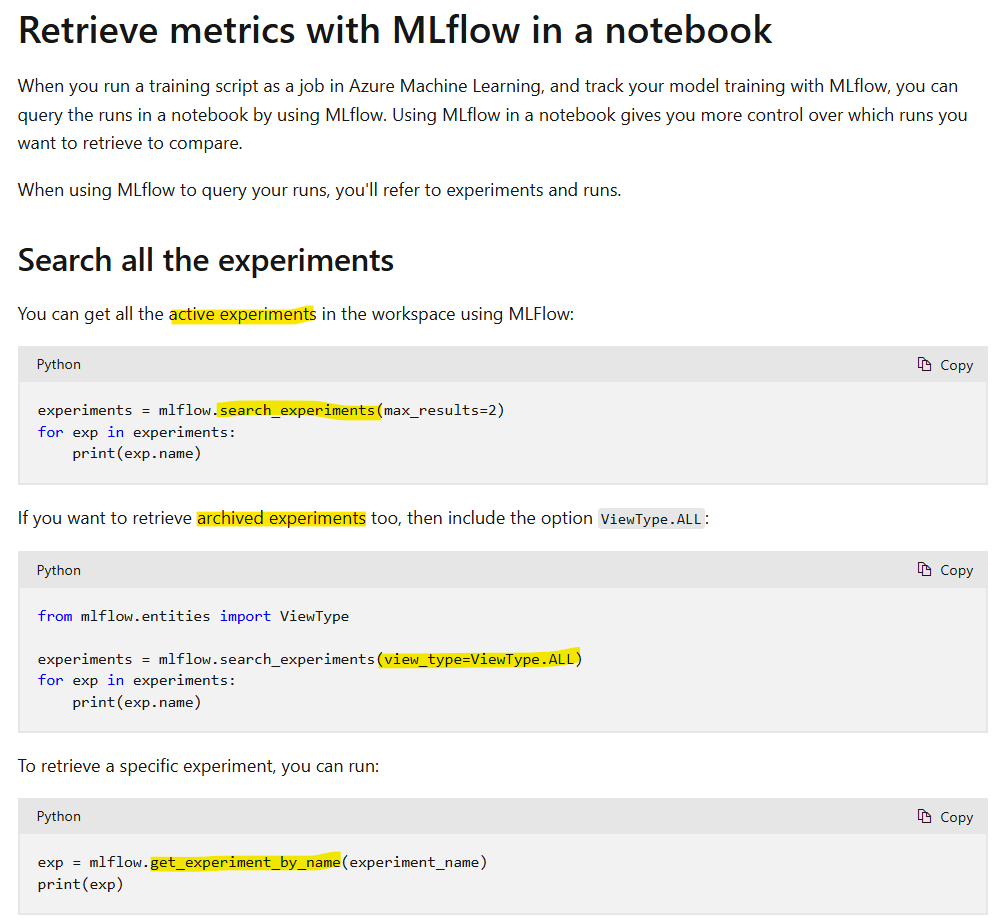 Retrieve metrics with MLflow in a notebook
When you run a training script as a job in Azure Machine Learning, and track your model training with MLflow, you can
query the runs in a notebook by using MLflow. Using MLflow in a notebook gives you more control over which runs you
want to retrieve to compare.
When using MLflow to query your runs, you'll refer to experiments and runs.
Search all the experiments
You can get all the active experiments in the workspace using MLFlow:
Python Copy
experiments = mlflow.search_experiments(max_results=2)
for exp in experiments:
    print(exp.name)
If you want to retrieve archived experiments too, then include the option ViewType.ALL:
Python Copy
from mlflow.entities import ViewType
experiments = mlflow.search_experiments(view_type=ViewType.ALL)
for exp in experiments:
    print(exp.name)
To retrieve a specific experiment, you can run:
Python Copy
exp = mlflow.get_experiment_by_name(experiment_name)
print(exp)